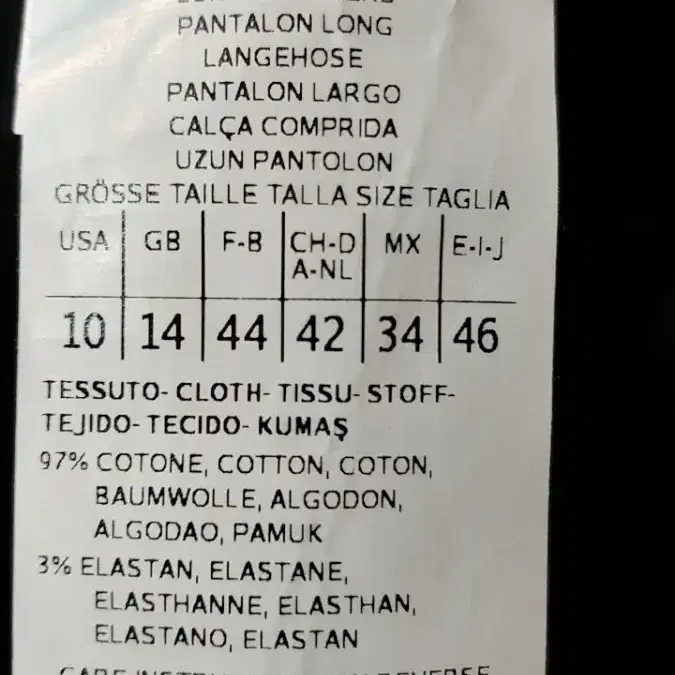 PANTALON LONG
LANGEHOSE
PANTALON LARGO
CALÇA COMPRIDA
UZUN PANTOLON
GRÖSSE TAILLE TALLA SIZE TAGLIA
USA GB F-B CH-D A-NL MX E-I-J
10 14 44 42 34 46
TESSUTO- CLOTH- TISSU- STOFF-
TEJIDO- TECIDO- KUMAŞ
97% COTONE, COTTON, COTON,
BAUMWOLLE, ALGODON,
ALGODAO, PAMUK
3% ELASTAN, ELASTANE,
ELASTHANNE, ELASTHAN,
ELASTANO, ELASTAN